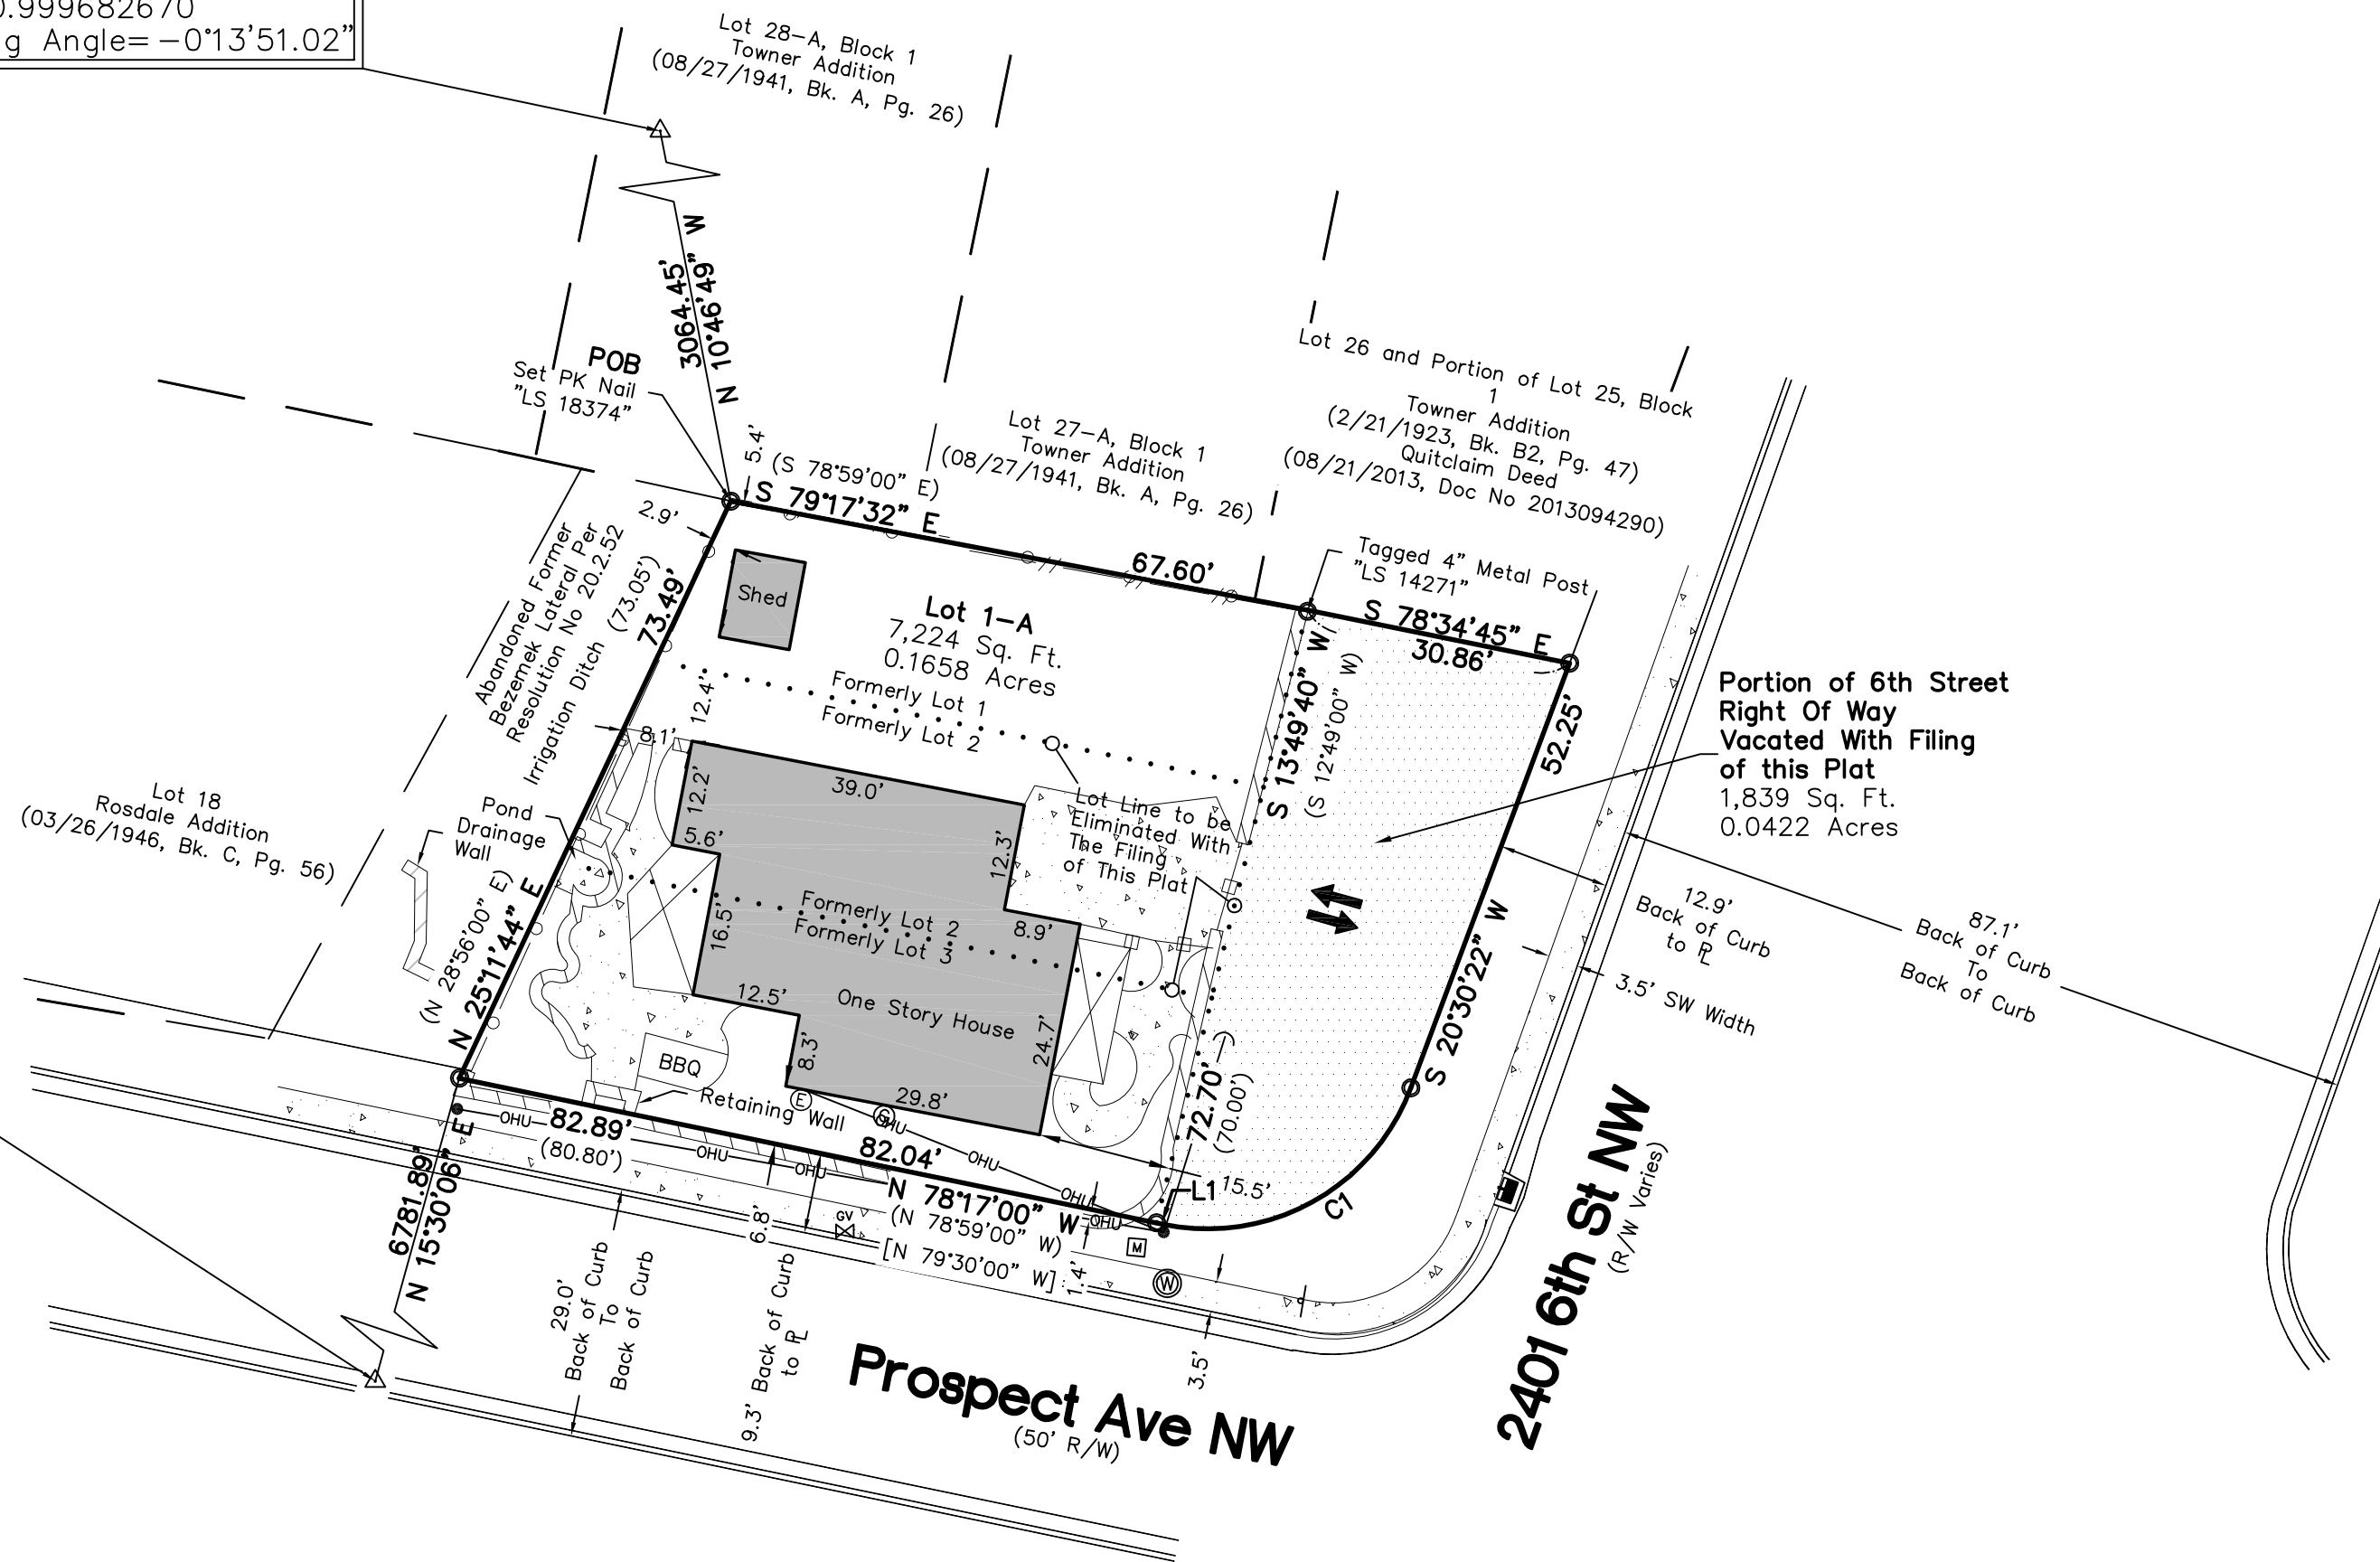 0.999682670
g Angle=-0°13'51.02"
Lot 28-A, Block 1
Towner Addition
(08/27/1941, Bk. A, Pg. 26)
3064.45'
N 10°46'49" W
POB
Set PK Nail
"LS 18374"
5.4'
(S 78°59'00" E)
S 79°17'32" E
67.60'
Lot 27-A, Block 1
Towner Addition
(08/27/1941, Bk. A, Pg. 26)
Lot 26 and Portion of Lot 25, Block
1
Towner Addition
(2/21/1923, Bk. B2, Pg. 47)
Quitclaim Deed
(08/21/2013, Doc No 2013094290)
Tagged 4" Metal Post
"LS 14271"
S 78°34'45" E
30.86'
2.9'
Abandoned Former
Bezemek Lateral Per
Resolution No 20.2.52
Irrigation Ditch
(73.05')
73.49'
Shed
Lot 1-A
7,224 Sq. Ft.
0.1658 Acres
Formerly Lot 1
Formerly Lot 2
12.4'
8.1'
S 13°49'40" W
(S 12°49'00" W)
52.25'
Portion of 6th Street
Right Of Way
Vacated With Filing
of this Plat
1,839 Sq. Ft.
0.0422 Acres
Lot 18
Rosdale Addition
(03/26/1946, Bk. C, Pg. 56)
Pond
Drainage
Wall
12.2'
39.0'
5.6'
12.3'
Lot Line to be
Eliminated With
The Filing
of This Plat
Formerly Lot 2
Formerly Lot 3
16.5'
8.9'
12.5'
One Story House
8.3'
24.7'
29.8'
(N 28°56'00" E)
N 25°11'44" E
BBQ
Retaining Wall
E
G
12.9'
Back of Curb
to PL
3.5' SW Width
87.1'
Back of Curb
To
Back of Curb
S 20°30'22" W
72.70'
(70.00')
OHU
82.89'
(80.80')
OHU
OHU
OHU
OHU
OHU
OHU
82.04'
N 78°17'00" W
(N 78°59'00" W)
[N 79°30'00" W]
L1
15.5'
C1
6781.89'
N 15°30'06" E
29.0'
Back of Curb
To
Back of Curb
6.8'
GV
9.3' Back of Curb
to PL
1.4'
M
W
3.5'
Prospect Ave NW
(50' R/W)
2401 6th St NW
(R/W Varies)